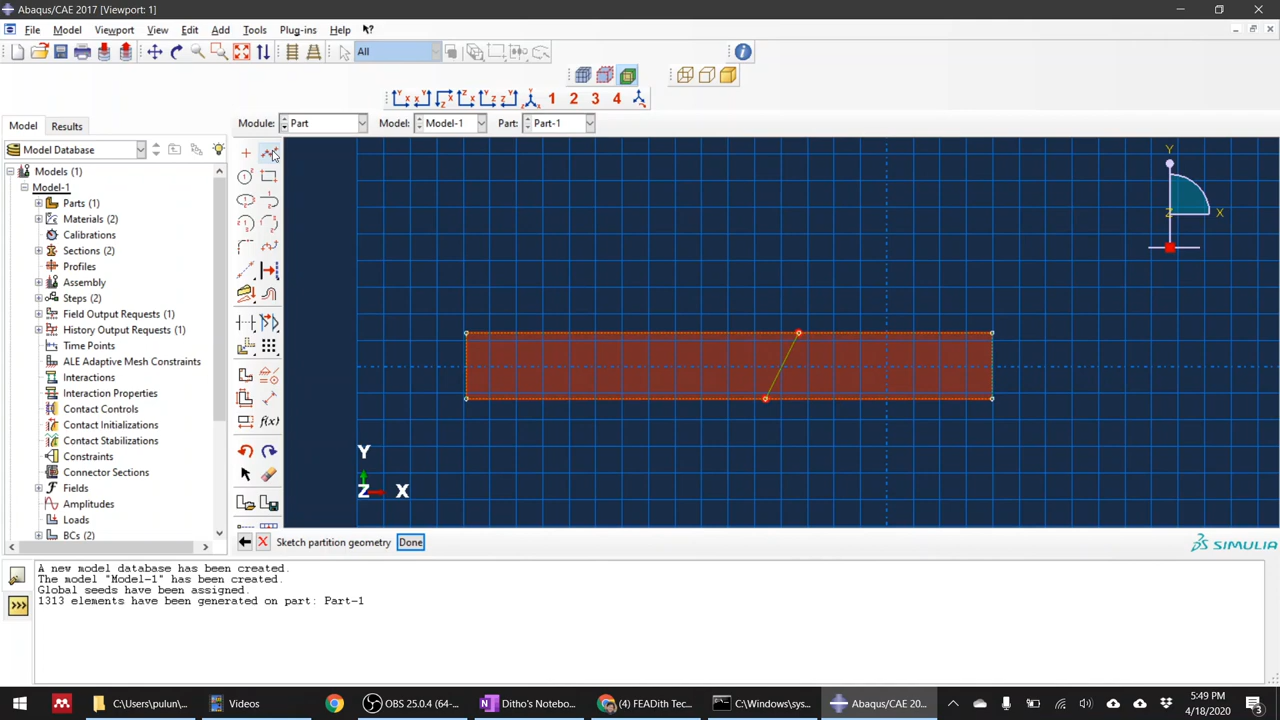 Abaqus/CAE 2017 [Viewport: 1]
File Model Viewport View Edit Add Tools Plug-ins Help
All
1 2 3 4
Module: Part Model: Model-1 Part: Part-1
Model Results
Model Database
Models (1)
Model-1
Parts (1)
Materials (2)
Calibrations
Sections (2)
Profiles
Assembly
Steps (2)
Field Output Requests (1)
History Output Requests (1)
Time Points
ALE Adaptive Mesh Constraints
Interactions
Interaction Properties
Contact Controls
Contact Initializations
Contact Stabilizations
Constraints
Connector Sections
Fields
Amplitudes
Loads
BCs (2)
f(x)
Y
Z X
Y
Z X
Sketch partition geometry Done
SIMULIA
A new model database has been created.
The model "Model-1" has been created.
Global seeds have been assigned.
1313 elements have been generated on part: Part-1
C:\Users\pulun\... Videos OBS 25.0.4 (64-... Ditho's Notebo... (4) FEADith Tec... C:\Windows\sys... Abaqus/CAE 20...
5:49 PM
4/18/2020